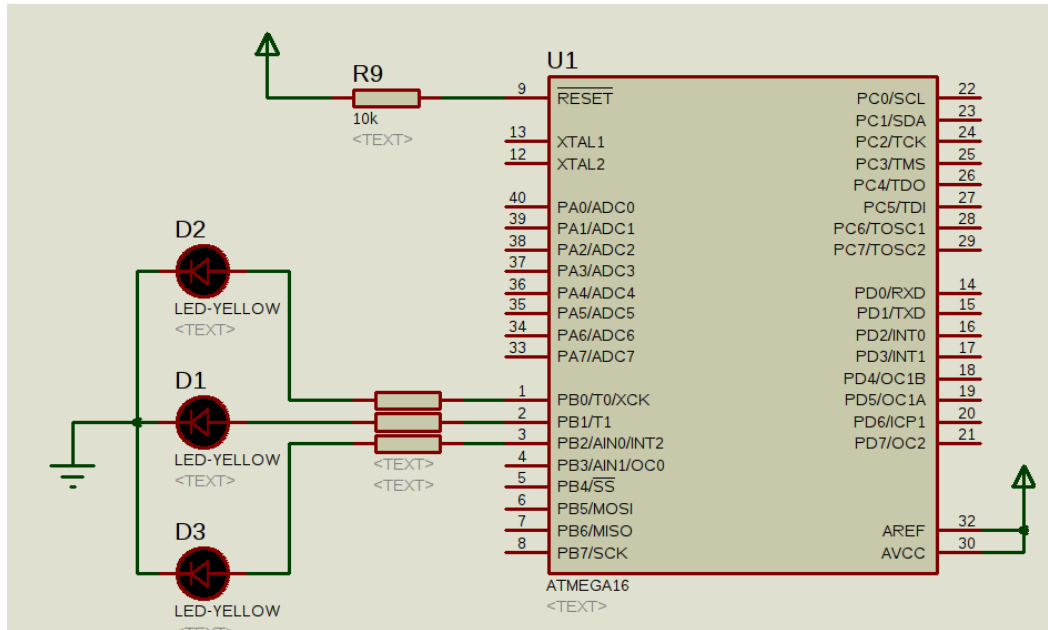 U1
R9
10k
<TEXT>
9 RESET
13 XTAL1
12 XTAL2
40 PA0/ADC0
39 PA1/ADC1
38 PA2/ADC2
37 PA3/ADC3
36 PA4/ADC4
35 PA5/ADC5
34 PA6/ADC6
33 PA7/ADC7
1 PB0/T0/XCK
2 PB1/T1
3 PB2/AIN0/INT2
4 PB3/AIN1/OC0
5 PB4/SS
6 PB5/MOSI
7 PB6/MISO
8 PB7/SCK
PC0/SCL 22
PC1/SDA 23
PC2/TCK 24
PC3/TMS 25
PC4/TDO 26
PC5/TDI 27
PC6/TOSC1 28
PC7/TOSC2 29
PD0/RXD 14
PD1/TXD 15
PD2/INT0 16
PD3/INT1 17
PD4/OC1B 18
PD5/OC1A 19
PD6/ICP1 20
PD7/OC2 21
AREF 32
AVCC 30
ATMEGA16
<TEXT>
D2
LED-YELLOW
<TEXT>
D1
LED-YELLOW
<TEXT>
<TEXT>
<TEXT>
D3
LED-YELLOW
<TEXT>